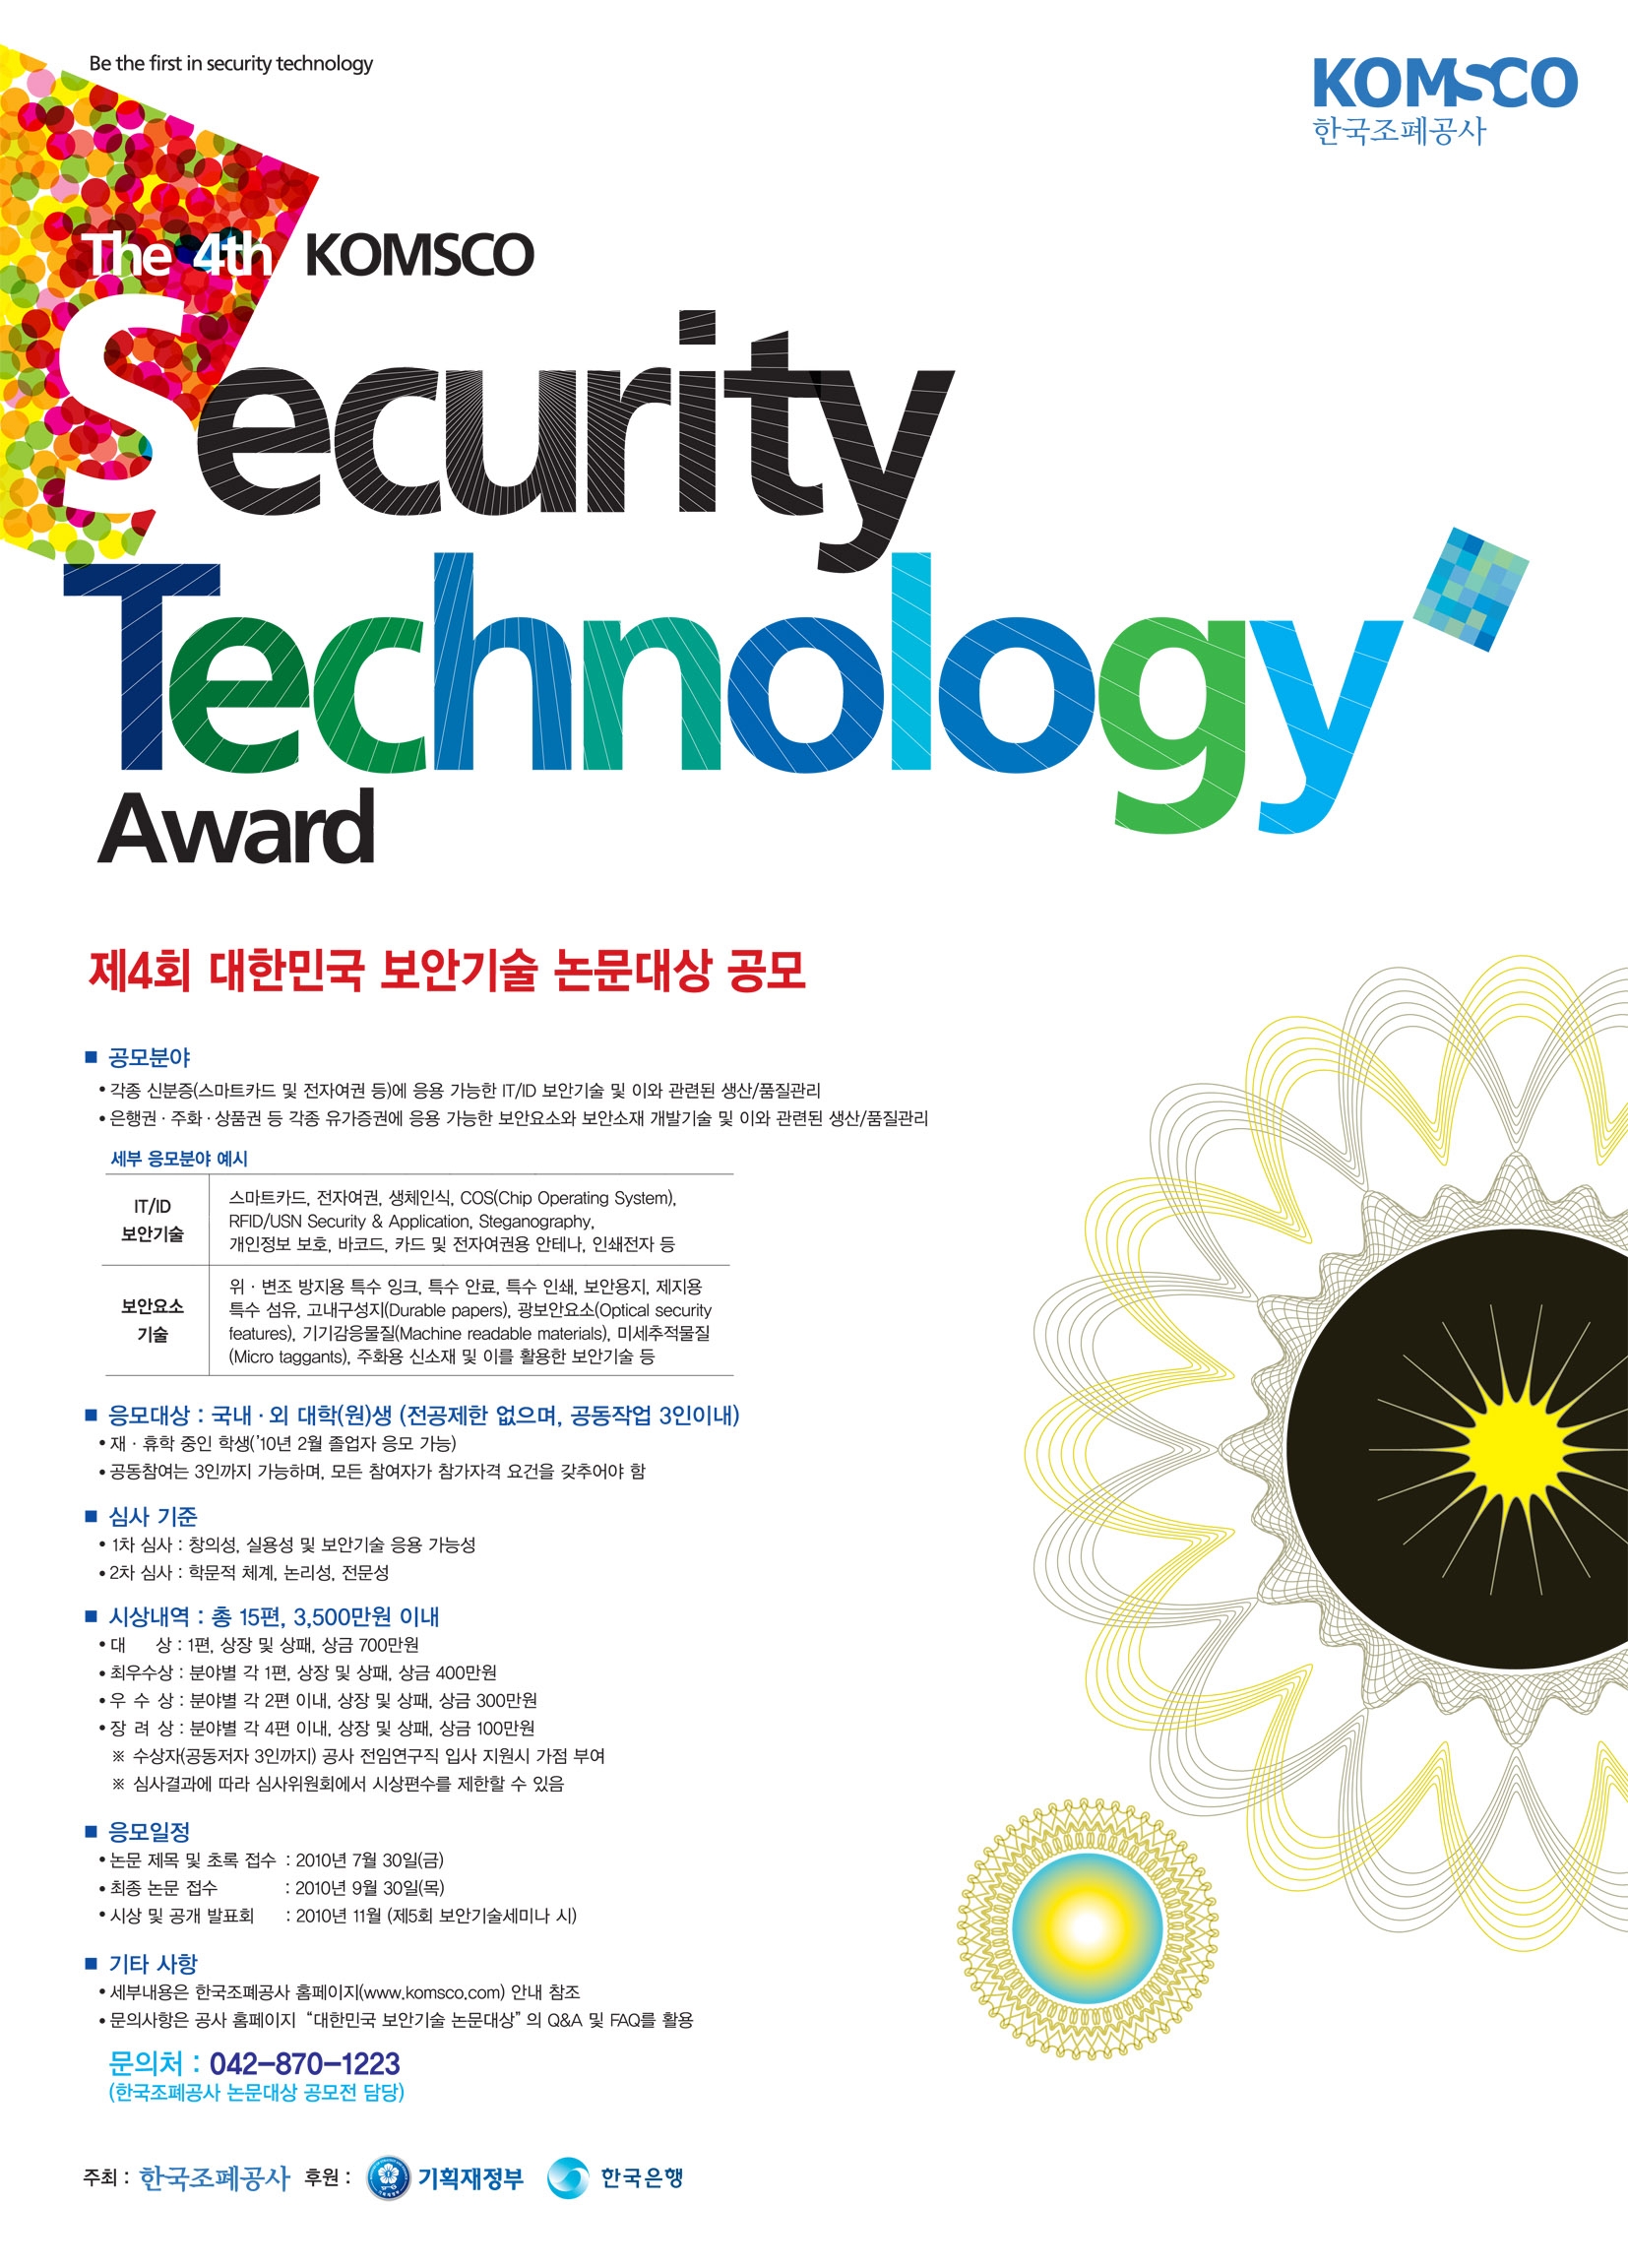 Be the first in security technology
KOMSCO
한국조폐공사
The 4th KOMSCO
Security
Technology
Award
제4회 대한민국 보안기술 논문대상 공모
■ 공모분야
• 각종 신분증(스마트카드 및 전자여권 등)에 응용 가능한 IT/ID 보안기술 및 이와 관련된 생산/품질관리
• 은행권 · 주화 · 상품권 등 각종 유가증권에 응용 가능한 보안요소와 보안소재 개발기술 및 이와 관련된 생산/품질관리
세부 응모분야 예시
IT/ID
보안기술
스마트카드, 전자여권, 생체인식, COS(Chip Operating System),
RFID/USN Security & Application, Steganography,
개인정보 보호, 바코드, 카드 및 전자여권용 안테나, 인쇄전자 등
보안요소
기술
위 · 변조 방지용 특수 잉크, 특수 안료, 특수 인쇄, 보안용지, 제지용
특수 섬유, 고내구성지(Durable papers), 광보안요소(Optical security
features), 기기감응물질(Machine readable materials), 미세추적물질
(Micro taggants), 주화용 신소재 및 이를 활용한 보안기술 등
■ 응모대상 : 국내 · 외 대학(원)생 (전공제한 없으며, 공동작업 3인이내)
• 재 · 휴학 중인 학생('10년 2월 졸업자 응모 가능)
• 공동참여는 3인까지 가능하며, 모든 참여자가 참가자격 요건을 갖추어야 함
■ 심사 기준
• 1차 심사 : 창의성, 실용성 및 보안기술 응용 가능성
• 2차 심사 : 학문적 체계, 논리성, 전문성
■ 시상내역 : 총 15편, 3,500만원 이내
• 대 상 : 1편, 상장 및 상패, 상금 700만원
• 최우수상 : 분야별 각 1편, 상장 및 상패, 상금 400만원
• 우 수 상 : 분야별 각 2편 이내, 상장 및 상패, 상금 300만원
• 장 려 상 : 분야별 각 4편 이내, 상장 및 상패, 상금 100만원
※ 수상자(공동저자 3인까지) 공사 전임연구직 입사 지원시 가점 부여
※ 심사결과에 따라 심사위원회에서 시상편수를 제한할 수 있음
■ 응모일정
• 논문 제목 및 초록 접수 : 2010년 7월 30일(금)
• 최종 논문 접수 : 2010년 9월 30일(목)
• 시상 및 공개 발표회 : 2010년 11월 (제5회 보안기술세미나 시)
■ 기타 사항
• 세부내용은 한국조폐공사 홈페이지(www.komsco.com) 안내 참조
• 문의사항은 공사 홈페이지 “대한민국 보안기술 논문대상” 의 Q&A 및 FAQ를 활용
문의처 : 042-870-1223
(한국조폐공사 논문대상 공모전 담당)
주최 : 한국조폐공사 후원 : 기획재정부 한국은행